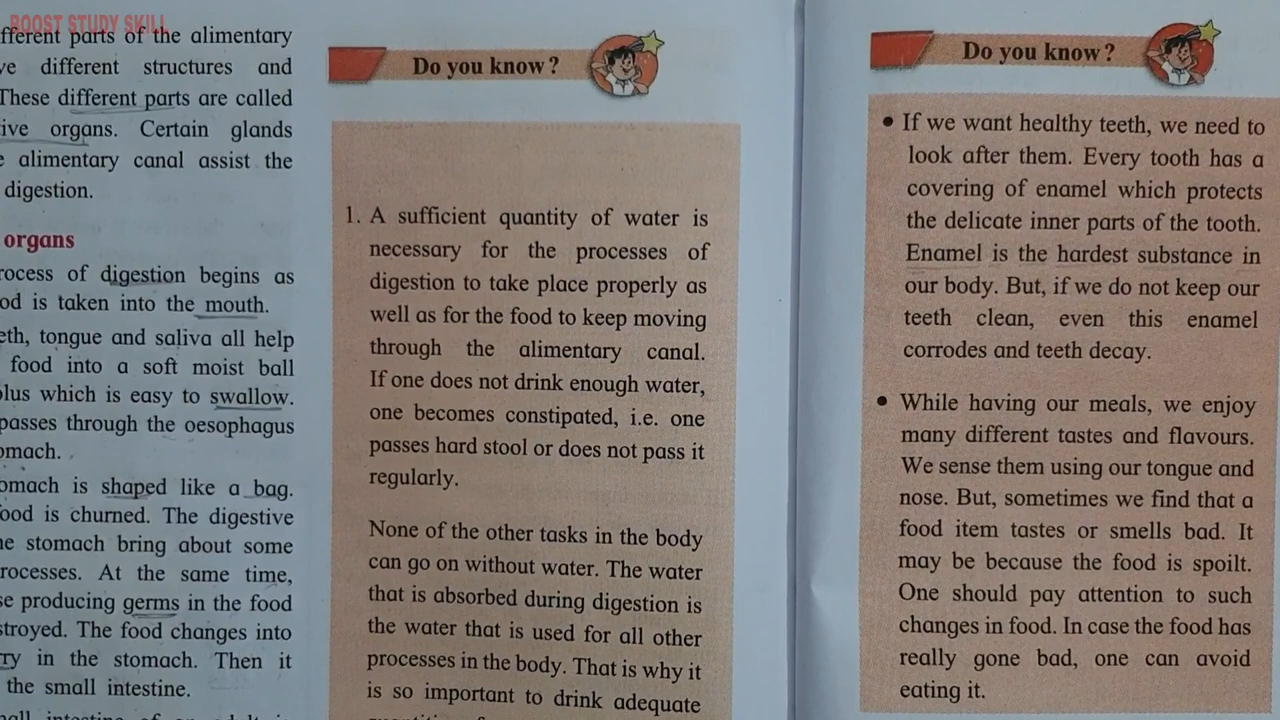 BOOST STUDY SKILL
parts of the alimentary
different structures and
These different parts are called
organs. Certain glands
alimentary canal assist the
digestion.
organs
of digestion begins as
is taken into the mouth.
tongue and saliva all help
food into a soft moist ball
which is easy to swallow.
passes through the oesophagus
is shaped like a bag.
is churned. The digestive
stomach bring about some
At the same time,
producing germs in the food
The food changes into
in the stomach. Then it
the small intestine.
Do you know?
1. A sufficient quantity of water is
necessary for the processes of
digestion to take place properly as
well as for the food to keep moving
through the alimentary canal.
If one does not drink enough water,
one becomes constipated, i.e. one
passes hard stool or does not pass it
regularly.
None of the other tasks in the body
can go on without water. The water
that is absorbed during digestion is
the water that is used for all other
processes in the body. That is why it
is so important to drink adequate
Do you know?
• If we want healthy teeth, we need to
look after them. Every tooth has a
covering of enamel which protects
the delicate inner parts of the tooth.
Enamel is the hardest substance in
our body. But, if we do not keep our
teeth clean, even this enamel
corrodes and teeth decay.
• While having our meals, we enjoy
many different tastes and flavours.
We sense them using our tongue and
nose. But, sometimes we find that a
food item tastes or smells bad. It
may be because the food is spoilt.
One should pay attention to such
changes in food. In case the food has
really gone bad, one can avoid
eating it.